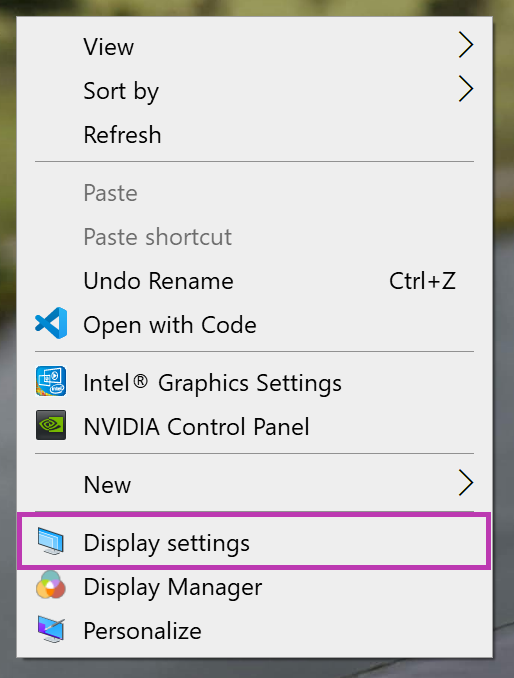 View
Sort by
Refresh
Paste
Paste shortcut
Undo Rename Ctrl+Z
Open with Code
Intel® Graphics Settings
NVIDIA Control Panel
New
Display settings
Display Manager
Personalize